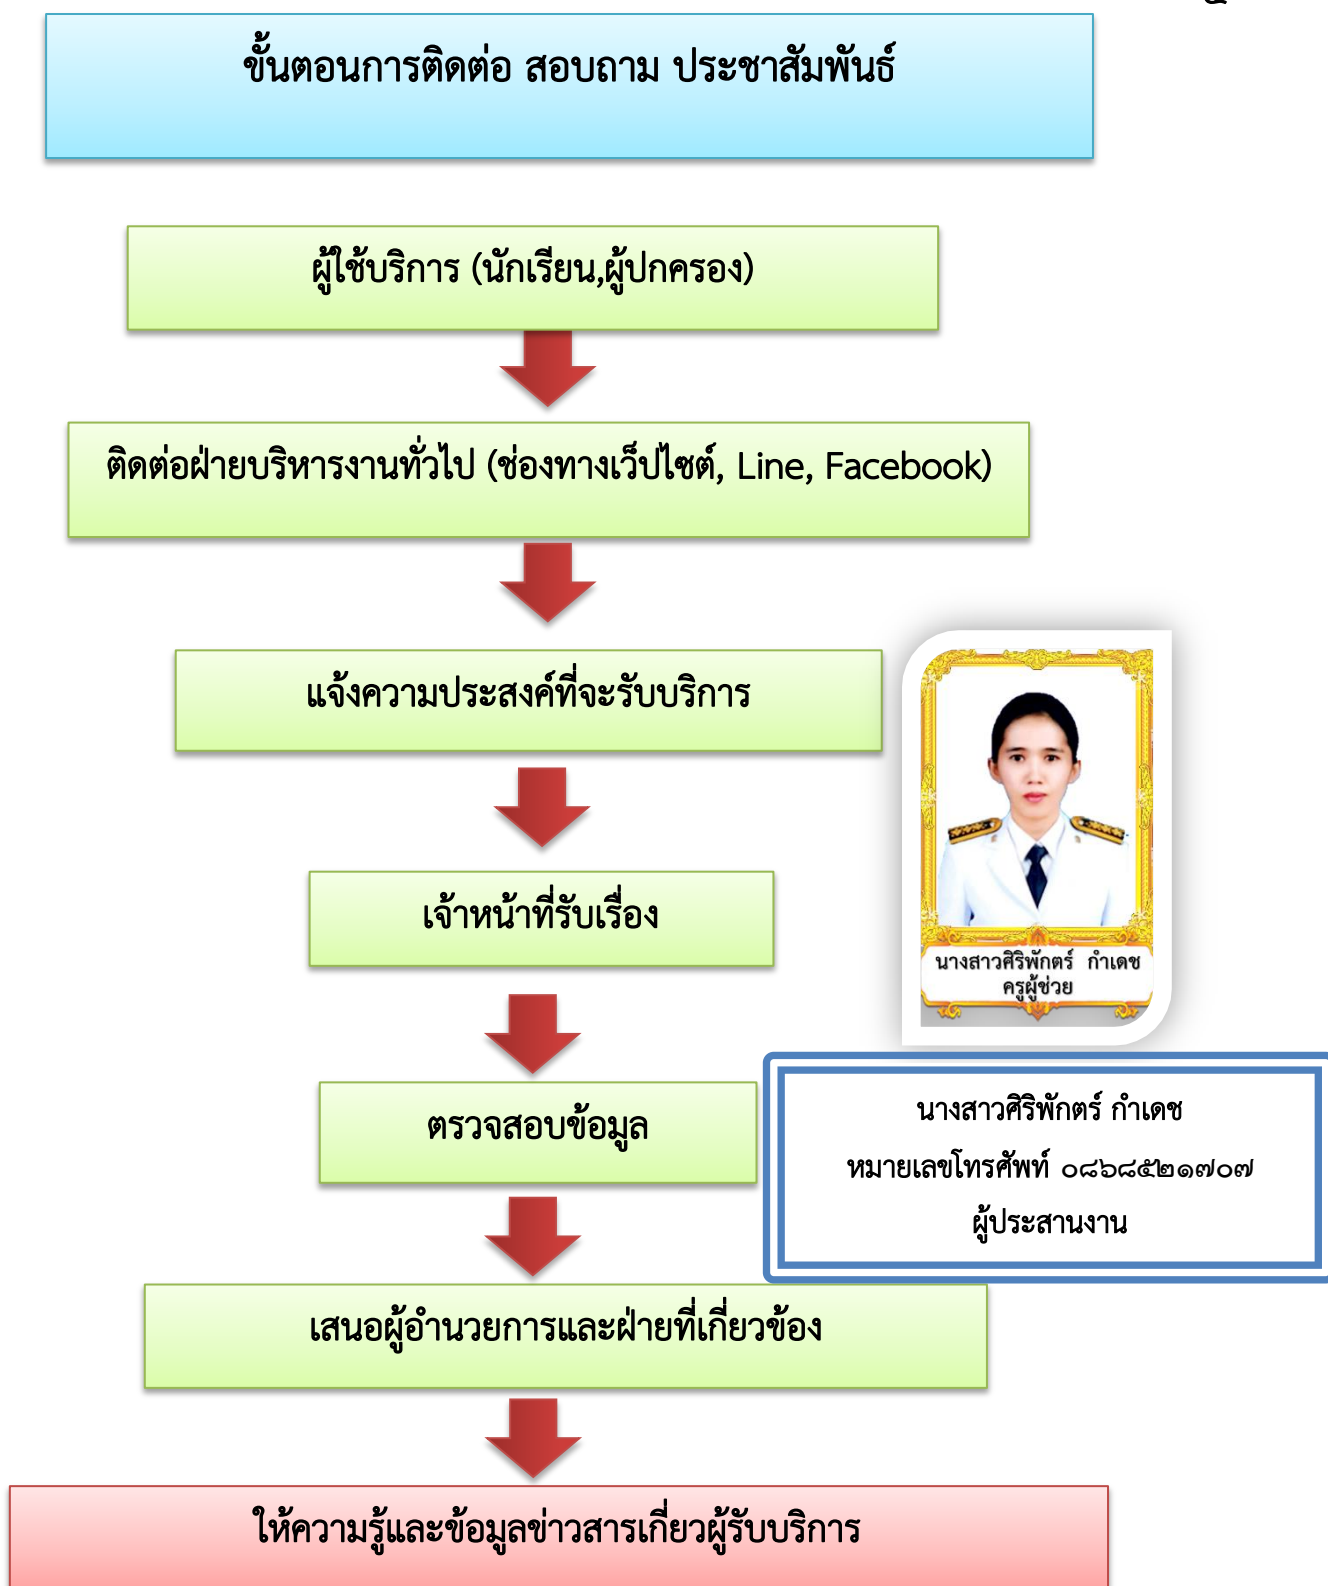 ขั้นตอนการติดต่อ สอบถาม ประชาสัมพันธ์
ผู้ใช้บริการ (นักเรียน,ผู้ปกครอง)
ติดต่อฝ่ายบริหารงานทั่วไป (ช่องทางเว็ปไซต์, Line, Facebook)
แจ้งความประสงค์ที่จะรับบริการ
เจ้าหน้าที่รับเรื่อง
นางสาวศิริพักตร์ กำเดช
ครูผู้ช่วย
ตรวจสอบข้อมูล
นางสาวศิริพักตร์ กำเดช
หมายเลขโทรศัพท์ ๐๘๖๘๕๒๑๗๐๗
ผู้ประสานงาน
เสนอผู้อำนวยการและฝ่ายที่เกี่ยวข้อง
ให้ความรู้และข้อมูลข่าวสารเกี่ยวผู้รับบริการ